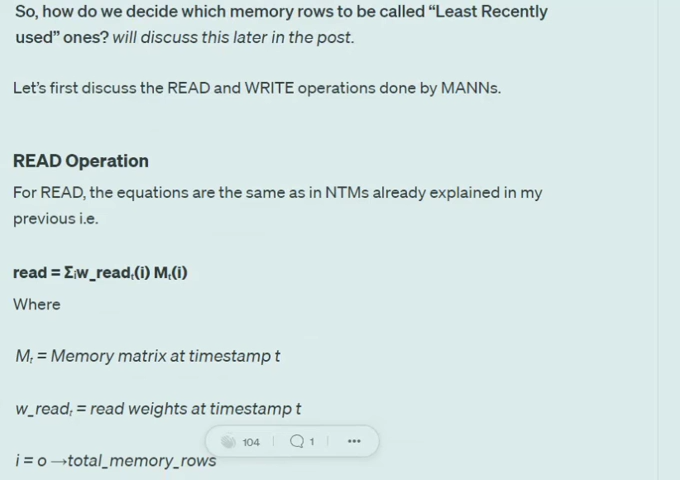 So, how do we decide which memory rows to be called “Least Recently
used” ones? will discuss this later in the post.
Let’s first discuss the READ and WRITE operations done by MANNs.
READ Operation
For READ, the equations are the same as in NTMs already explained in my
previous i.e.
read = Σᵢw_readₜ(i) Mₜ(i)
Where
Mₜ = Memory matrix at timestamp t
w_readₜ = read weights at timestamp t
104 1
i = o →total_memory_rows